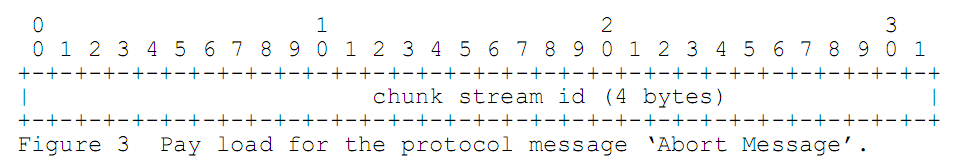 0                   1                   2                   3
0 1 2 3 4 5 6 7 8 9 0 1 2 3 4 5 6 7 8 9 0 1 2 3 4 5 6 7 8 9 0 1
+-+-+-+-+-+-+-+-+-+-+-+-+-+-+-+-+-+-+-+-+-+-+-+-+-+-+-+-+-+-+-+-+
|                        chunk stream id (4 bytes)               |
+-+-+-+-+-+-+-+-+-+-+-+-+-+-+-+-+-+-+-+-+-+-+-+-+-+-+-+-+-+-+-+-+
Figure 3  Pay load for the protocol message ‘Abort Message’.